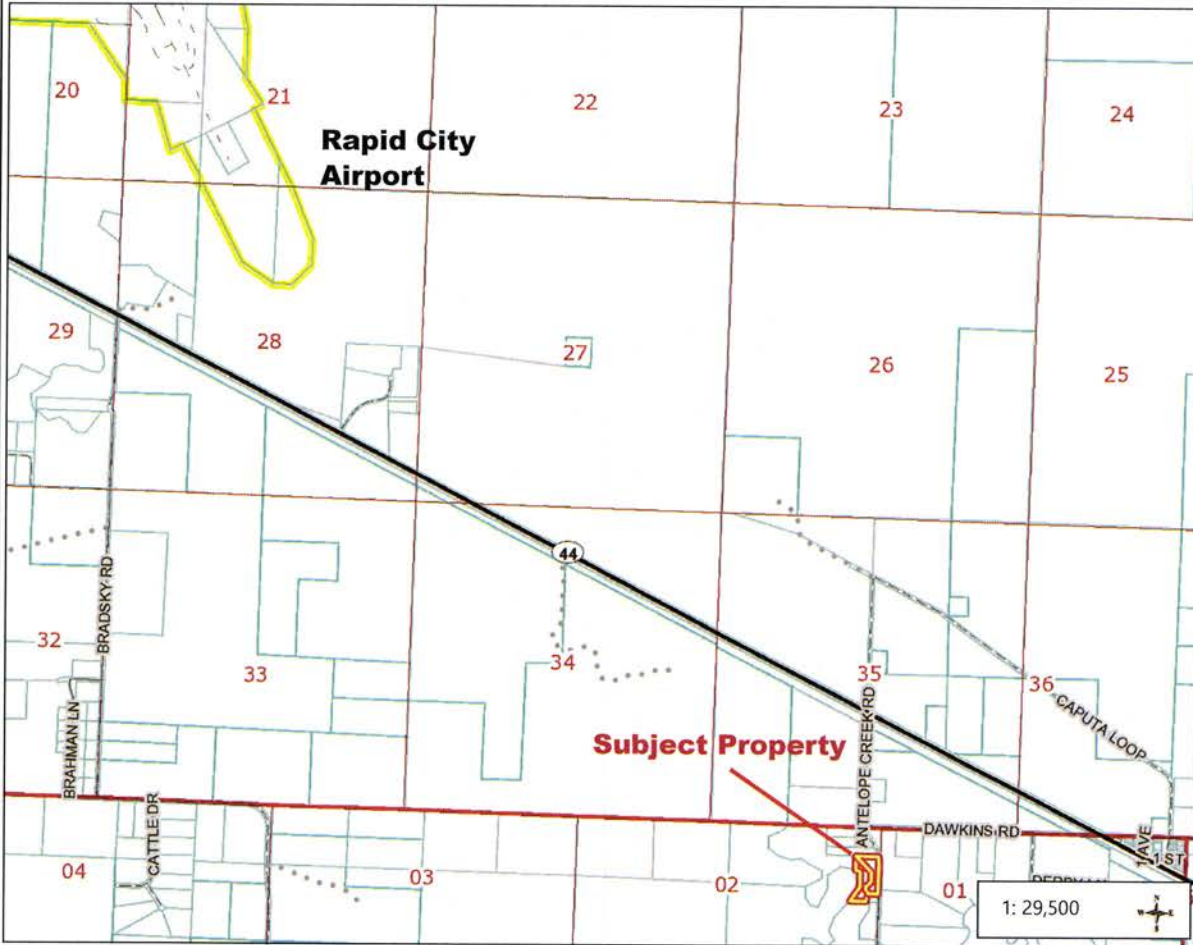 20
21
22
23
24
Rapid City
Airport
29
28
27
26
25
44
BRADSKY RD
32
33
34
35
36
CAPUTA LOOP
ANTELOPE CREEK RD
BRAHMAN LN
Subject Property
CATTLE DR
DAWKINS RD
1 AVE
1 ST
04
03
02
01
1: 29,500
N
W
E
S